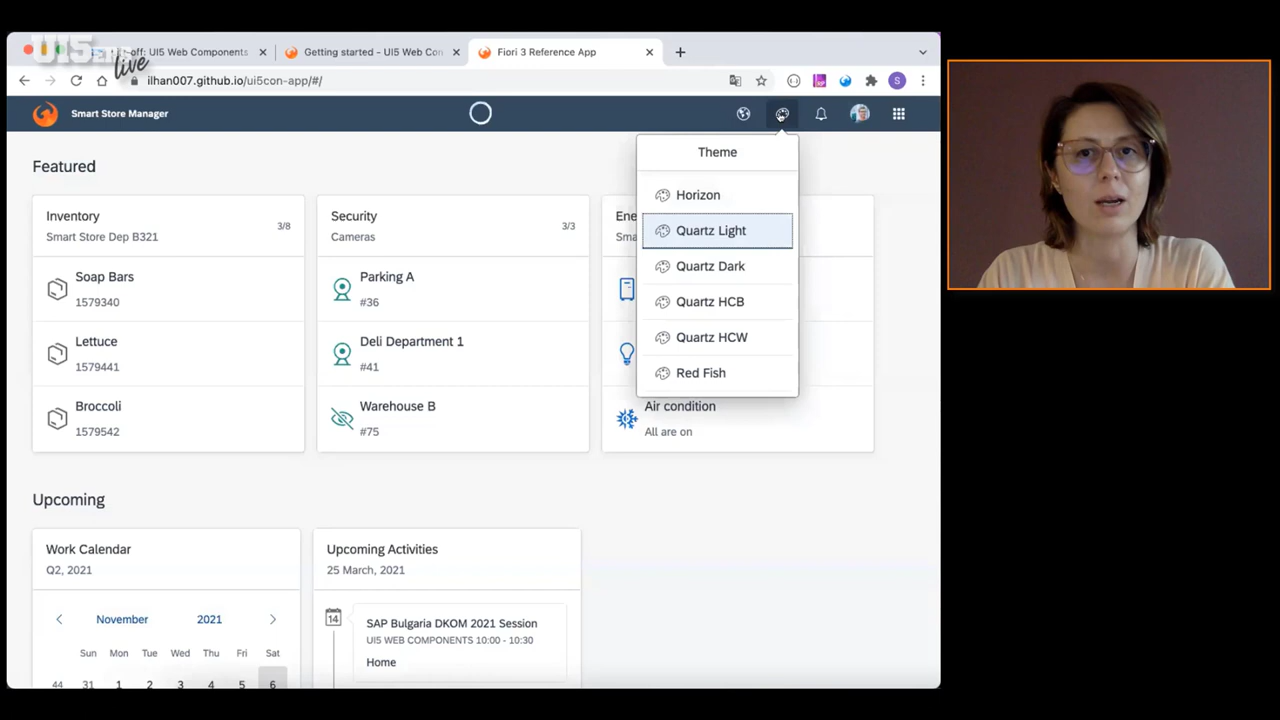 UI5con live
off: UI5 Web Components
Getting started - UI5 Web Con
Fiori 3 Reference App
ilhan007.github.io/ui5con-app/#/
S
Smart Store Manager
Theme
Horizon
Quartz Light
Quartz Dark
Quartz HCB
Quartz HCW
Red Fish
Featured
Inventory
Smart Store Dep B321
3/8
Soap Bars
1579340
Lettuce
1579441
Broccoli
1579542
Security
Cameras
3/3
Parking A
#36
Deli Department 1
#41
Warehouse B
#75
Ene
Sma
Air condition
All are on
Upcoming
Work Calendar
Q2, 2021
November 2021
Sun Mon Tue Wed Thu Fri Sat
44 31 1 2 3 4 5 6
Upcoming Activities
25 March, 2021
14
SAP Bulgaria DKOM 2021 Session
UI5 WEB COMPONENTS 10:00 - 10:30
Home